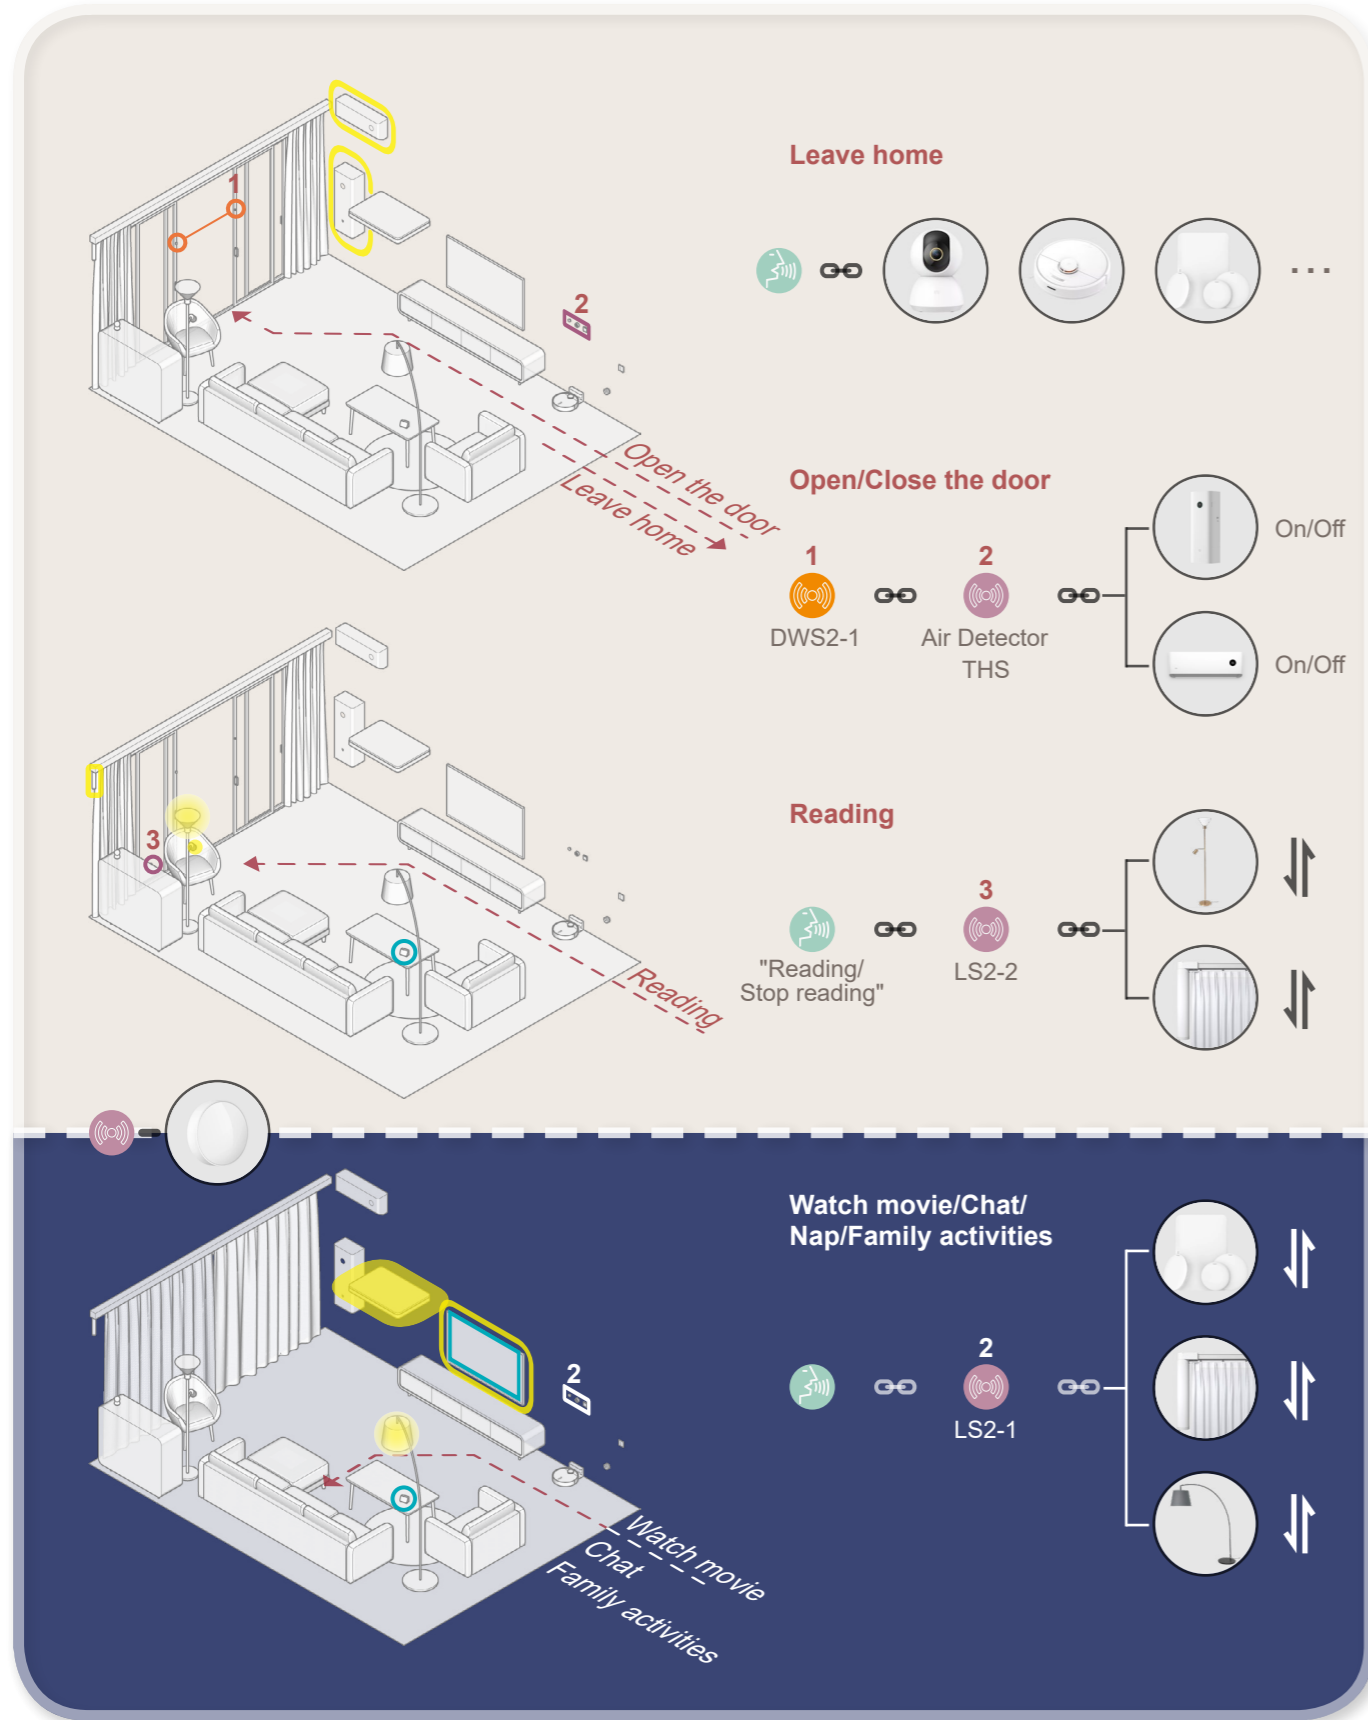 Leave home
1
2
Open the door
Leave home
Open/Close the door
1
2
On/Off
DWS2-1
Air Detector
THS
On/Off
Reading
3
3
"Reading/
Stop reading"
LS2-2
Reading
Watch movie/Chat/
Nap/Family activities
2
2
LS2-1
Watch movie
Chat
Family activities
...